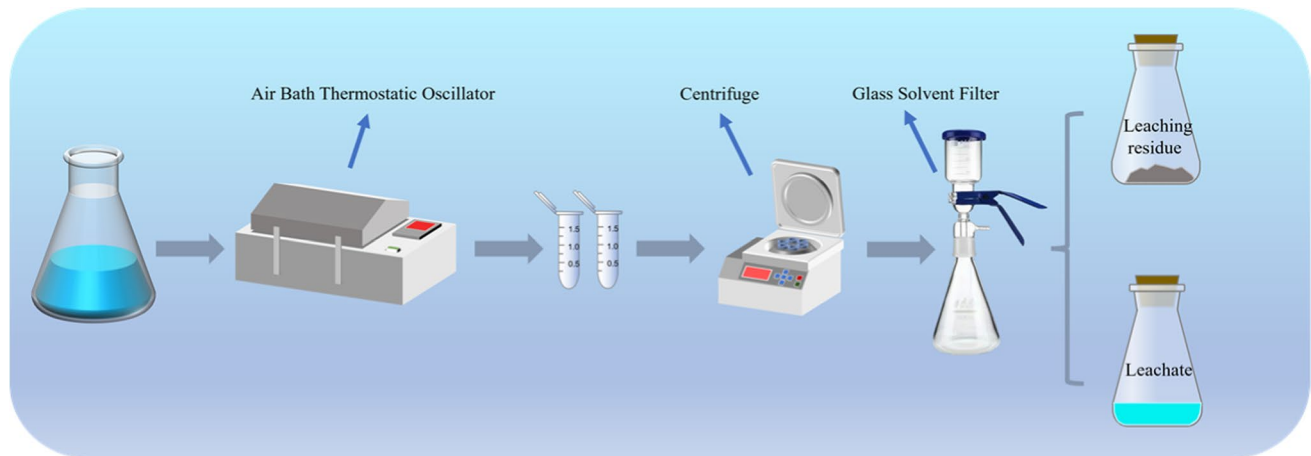 Air Bath Thermostatic Oscillator
Centrifuge
Glass Solvent Filter
Leaching
residue
1.5
1.0
0.5
1.5
1.0
0.5
Leachate